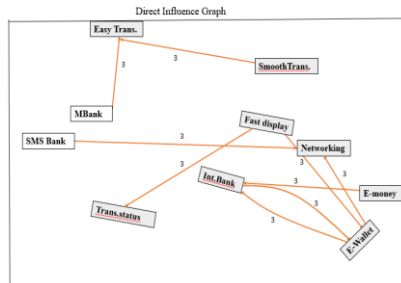 Direct Influence Graph
Easy Trans.
3
3
SmoothTrans.
MBank
Fast display
SMS Bank
3
Networking
3
3
3
Int.Bank
3
E-money
3
Trans.status
3
E-Wallet